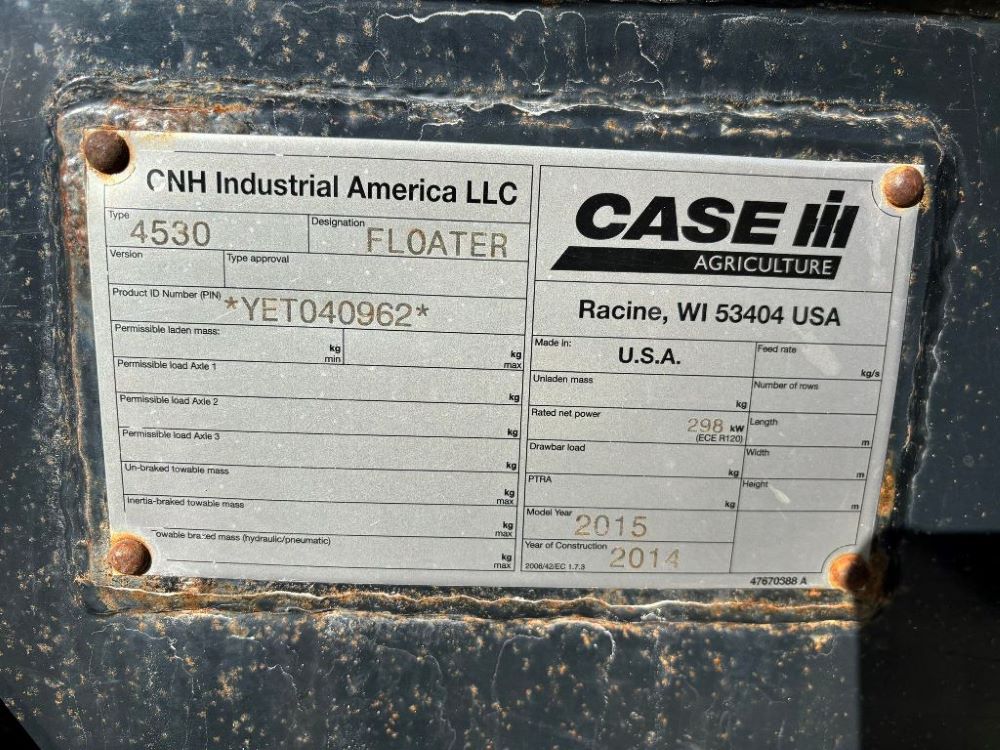 CNH Industrial America LLC
Type
4530
Designation
FLOATER
Version
Type approval
Product ID Number (PIN)
*YET040962*
Permissible laden mass:
kg
min
kg
max
Permissible load Axle 1
kg
Permissible load Axle 2
kg
Permissible load Axle 3
kg
Un-braked towable mass
kg
max
Inertia-braked towable mass
kg
max
owable braked mass (hydraulic/pneumatic)
kg
max
CASE IH
AGRICULTURE
Racine, WI 53404 USA
Made in:
U.S.A.
Feed rate
kg/s
Unladen mass
kg
Number of rows
Rated net power
298 kW
(ECE R120)
Length
m
Drawbar load
kg
Width
m
PTRA
kg
Height
m
Model Year
2015
Year of Construction
2014
2006/42/EC 1.7.3
47670388 A